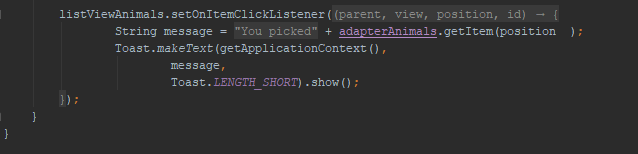 listViewAnimals.setOnItemClickListener((parent, view, position, id) → {
String message = "You picked" + adapterAnimals.getItem(position  );
Toast.makeText(getApplicationContext(),
message,
Toast.LENGTH_SHORT).show();
});
}
}